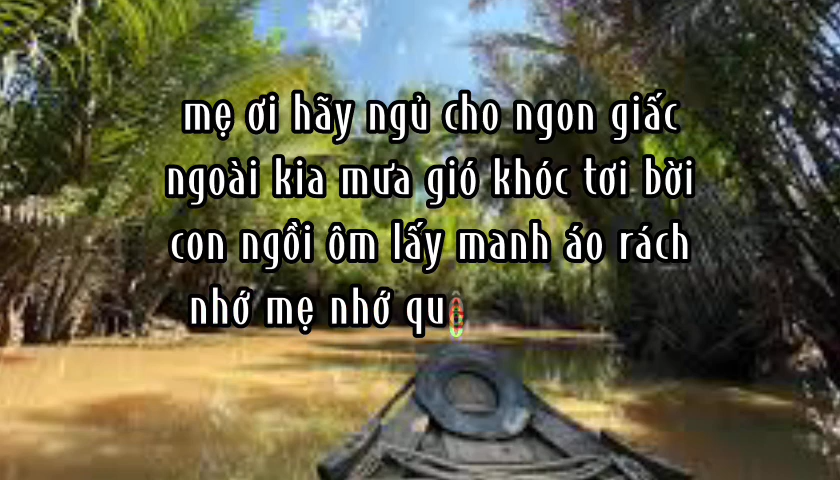 mẹ ơi hãy ngủ cho ngon giấc
ngoài kia mưa gió khóc tơi bời
con ngồi ôm lấy manh áo rách
nhớ mẹ nhớ qu